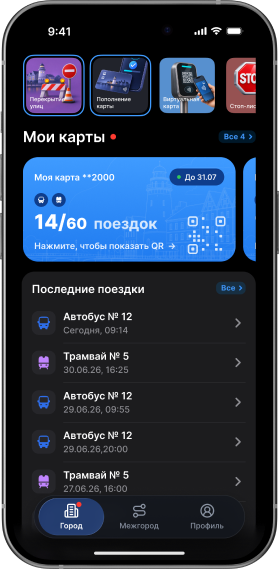 9:41
Перекрытие
улиц
Пополнение
карты
Виртуальная
карта
STO
Стоп-лис
Мои карты
Все 4
Моя карта **2000
До 31.07
14/60 поездок
Нажмите, чтобы показать QR →
Последние поездки
Все
Автобус № 12
Сегодня, 09:14
Трамвай № 5
30.06.26, 16:25
Автобус № 12
29.06.26, 09:55
Автобус № 12
29.06.26,20:00
Трамвай № 5
27.06.26, 16:00
Город
Межгород
Профиль